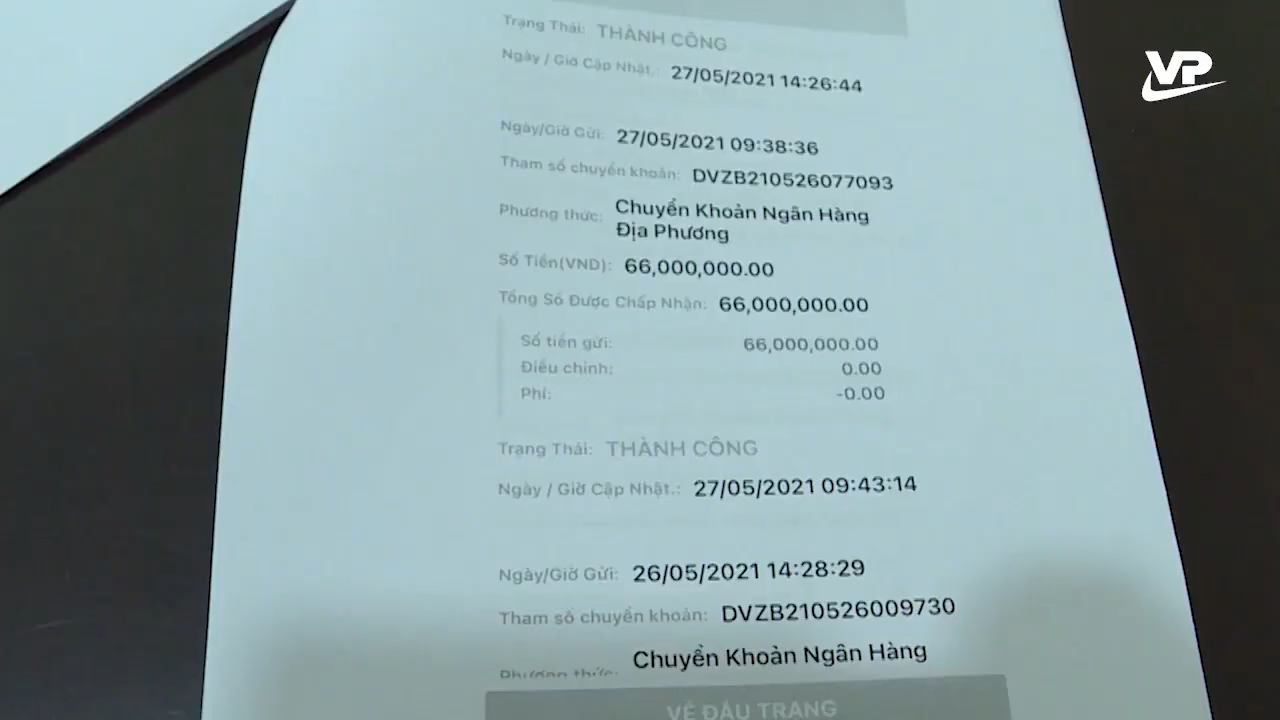 VP
Trạng Thái: THÀNH CÔNG
Ngày / Giờ Cập Nhật.: 27/05/2021 14:26:44
Ngày/Giờ Gửi: 27/05/2021 09:38:36
Tham số chuyển khoản: DVZB210526077093
Phương thức: Chuyển Khoản Ngân Hàng
Địa Phương
Số Tiền(VND): 66,000,000.00
Tổng Số Được Chấp Nhận: 66,000,000.00
Số tiền gửi: 66,000,000.00
Điều chỉnh: 0.00
Phí: -0.00
Trạng Thái: THÀNH CÔNG
Ngày / Giờ Cập Nhật.: 27/05/2021 09:43:14
Ngày/Giờ Gửi: 26/05/2021 14:28:29
Tham số chuyển khoản: DVZB210526009730
Phương thức: Chuyển Khoản Ngân Hàng
VỀ ĐẦU TRANG